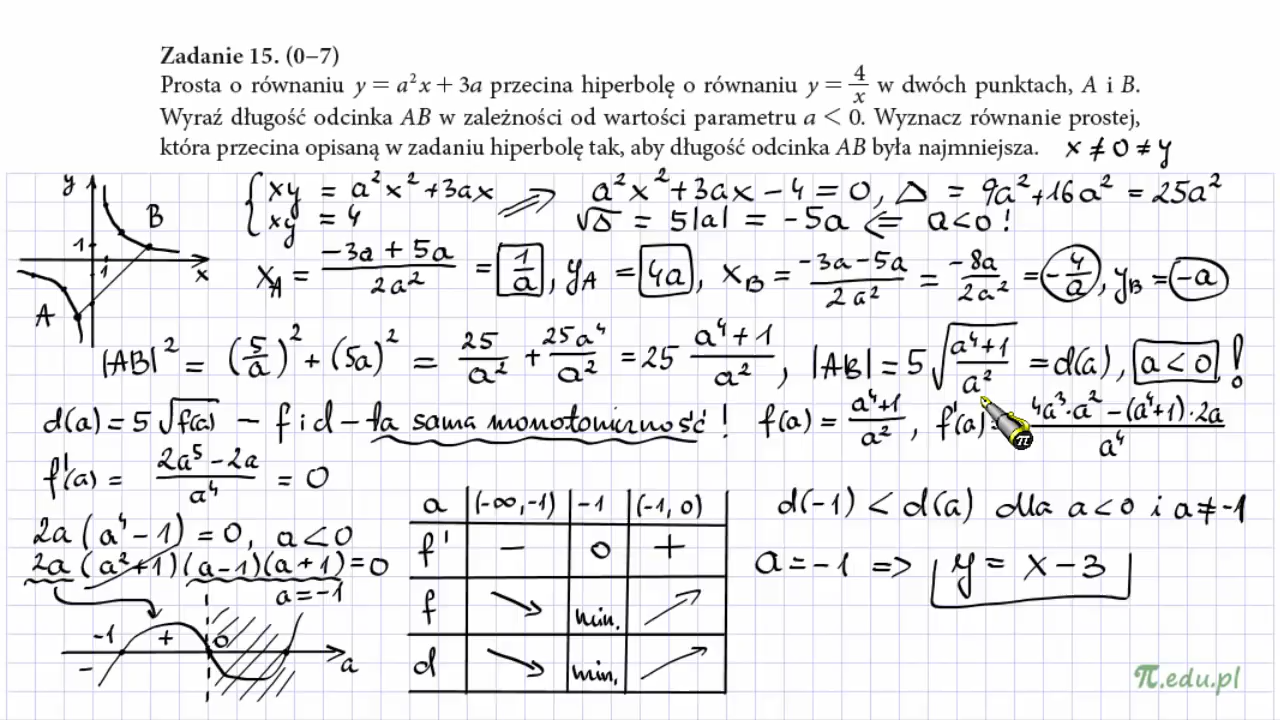 Zadanie 15. (0–7)
Prosta o równaniu y = a²x + 3a przecina hiperbolę o równaniu y = 4/x w dwóch punktach, A i B.
Wyraź długość odcinka AB w zależności od wartości parametru a < 0. Wyznacz równanie prostej,
która przecina opisaną w zadaniu hiperbolę tak, aby długość odcinka AB była najmniejsza. x ≠ 0 ≠ y
{ xy = a²x² + 3ax ⇒ a²x² + 3ax − 4 = 0, Δ = 9a² + 16a² = 25a²
xy = 4 √Δ = 5|a| = −5a ⇐ a < 0!
y B 1 1 x A
x_A = (−3a + 5a)/(2a²) = 1/a, y_A = 4a, x_B = (−3a − 5a)/(2a²) = −8a/(2a²) = −4/a, y_B = −a
|AB|² = (5/a)² + (5a)² = 25/a² + 25a⁴/a² = 25 (a⁴ + 1)/a², |AB| = 5√((a⁴+1)/a²) = d(a), a < 0 !
d(a) = 5√f(a) – f i d – ta sama monotoniczność! f(a) = (a⁴+1)/a², f'(a) = (4a³·a² − (a⁴+1)·2a)/a⁴
f'(a) = (2a⁵ − 2a)/a⁴ = 0
2a(a⁴ − 1) = 0, a < 0
2a(a²+1)(a−1)(a+1) = 0
a = −1
−1 + 0 − a
a (−∞, −1) −1 (−1, 0)
f' − 0 +
f ↘ min. ↗
d ↘ min. ↗
d(−1) < d(a) dla a < 0 i a ≠ −1
a = −1 ⇒ y = x − 3
π.edu.pl